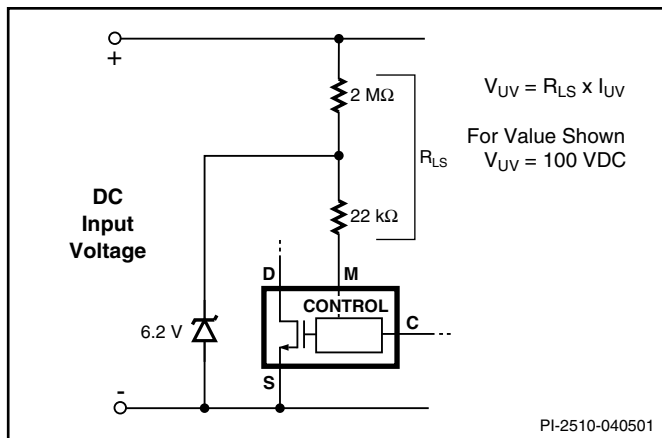 +
2 MΩ
V_UV = R_LS x I_UV
For Value Shown
V_UV = 100 VDC
R_LS
DC
Input
Voltage
22 kΩ
D
M
CONTROL
C
6.2 V
S
-
PI-2510-040501